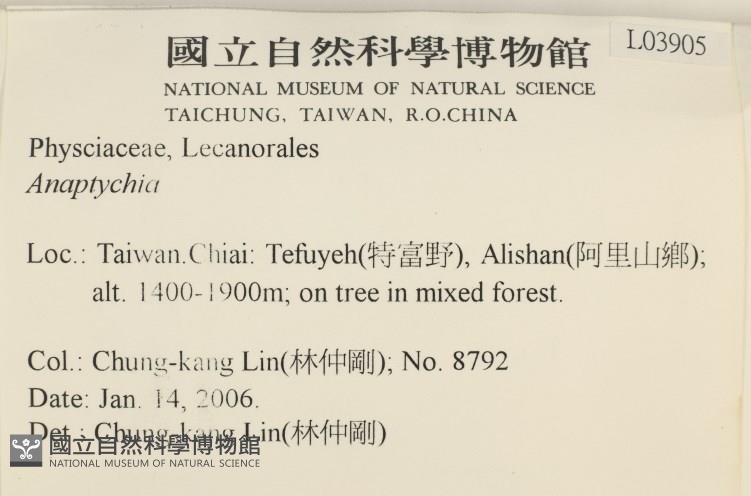 國立自然科學博物館
L03905
NATIONAL MUSEUM OF NATURAL SCIENCE
TAICHUNG, TAIWAN, R.O.CHINA
Physciaceae, Lecanorales
Anaptychia
Loc.: Taiwan.Chiai: Tefuyeh(特富野), Alishan(阿里山鄉);
alt. 1400-1900m; on tree in mixed forest.
Col.: Chung-kang Lin(林仲剛); No. 8792
Date: Jan. 14, 2006.
Det.: Chung-kang Lin(林仲剛)
國立自然科學博物館
NATIONAL MUSEUM OF NATURAL SCIENCE